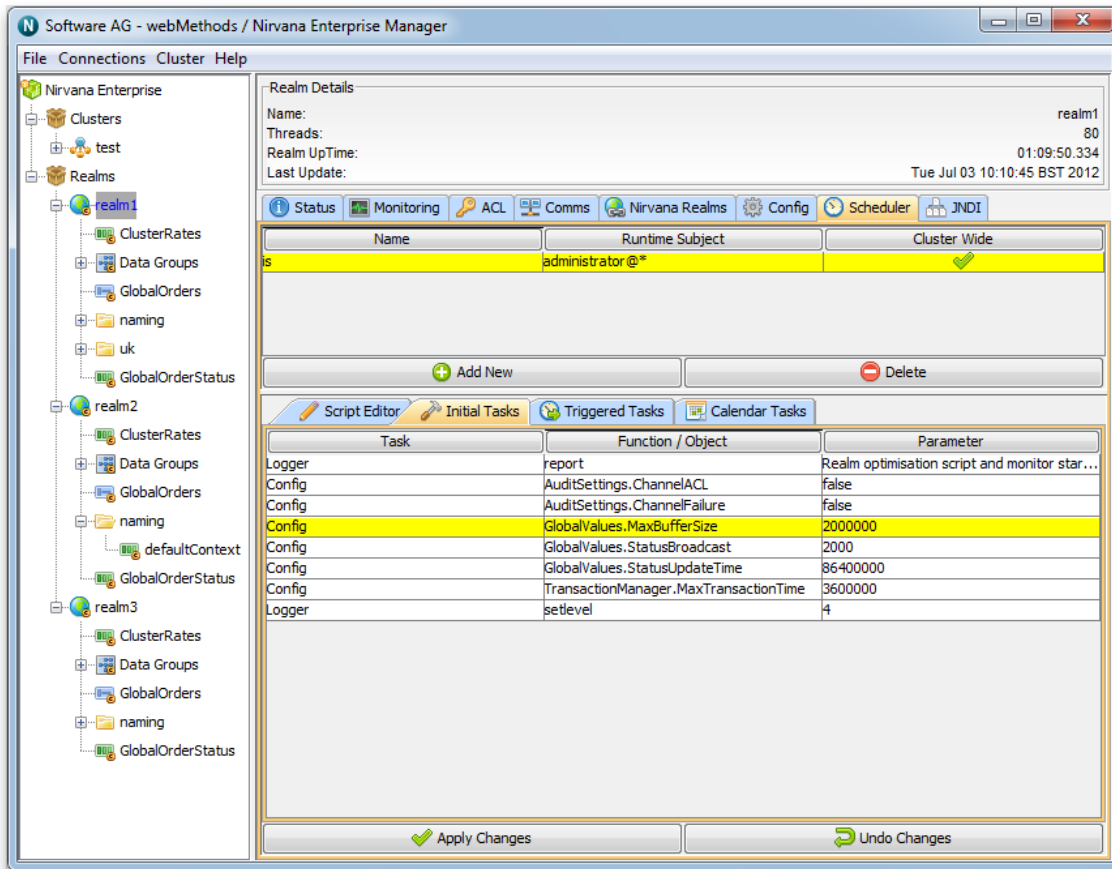 Software AG - webMethods / Nirvana Enterprise Manager
File Connections Cluster Help
Nirvana Enterprise
Clusters
test
Realms
realm1
ClusterRates
Data Groups
GlobalOrders
naming
uk
GlobalOrderStatus
realm2
ClusterRates
Data Groups
GlobalOrders
naming
defaultContext
GlobalOrderStatus
realm3
ClusterRates
Data Groups
GlobalOrders
naming
GlobalOrderStatus
Realm Details
Name: realm1
Threads: 80
Realm UpTime: 01:09:50.334
Last Update: Tue Jul 03 10:10:45 BST 2012
Status Monitoring ACL Comms Nirvana Realms Config Scheduler JNDI
Name Runtime Subject Cluster Wide
is administrator@*
Add New Delete
Script Editor Initial Tasks Triggered Tasks Calendar Tasks
Task Function / Object Parameter
Logger report Realm optimisation script and monitor star...
Config AuditSettings.ChannelACL false
Config AuditSettings.ChannelFailure false
Config GlobalValues.MaxBufferSize 2000000
Config GlobalValues.StatusBroadcast 2000
Config GlobalValues.StatusUpdateTime 86400000
Config TransactionManager.MaxTransactionTime 3600000
Logger setlevel 4
Apply Changes Undo Changes